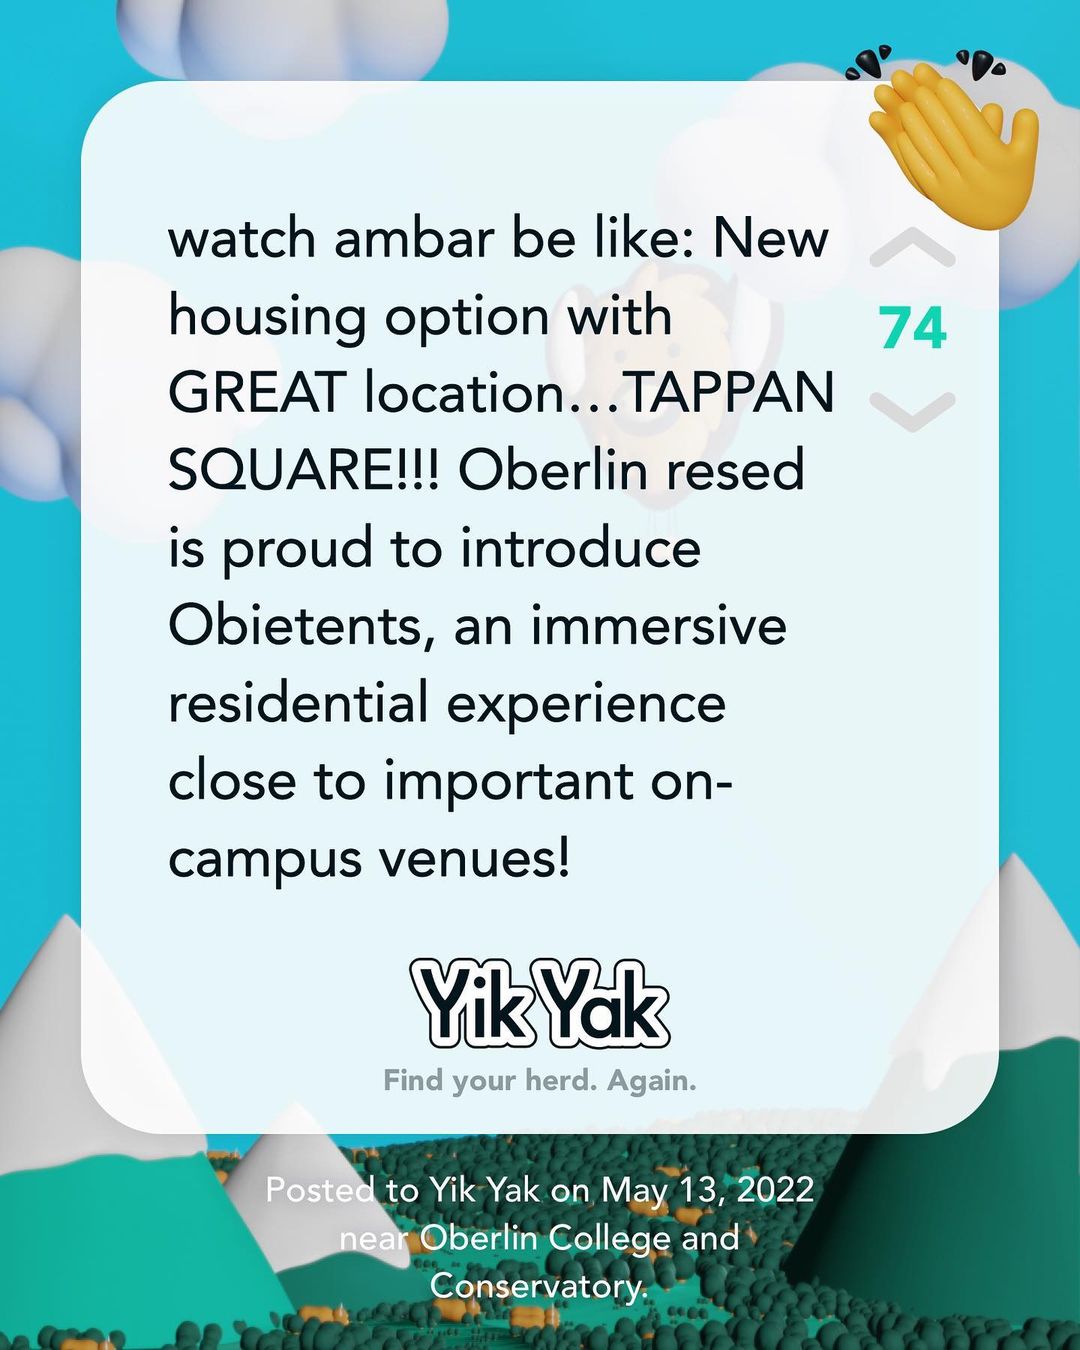 watch ambar be like: New
housing option with
GREAT location...TAPPAN
SQUARE!!! Oberlin resed
is proud to introduce
Obietents, an immersive
residential experience
close to important on-
campus venues!
74
Yik Yak
Find your herd. Again.
Posted to Yik Yak on May 13, 2022
near Oberlin College and
Conservatory.